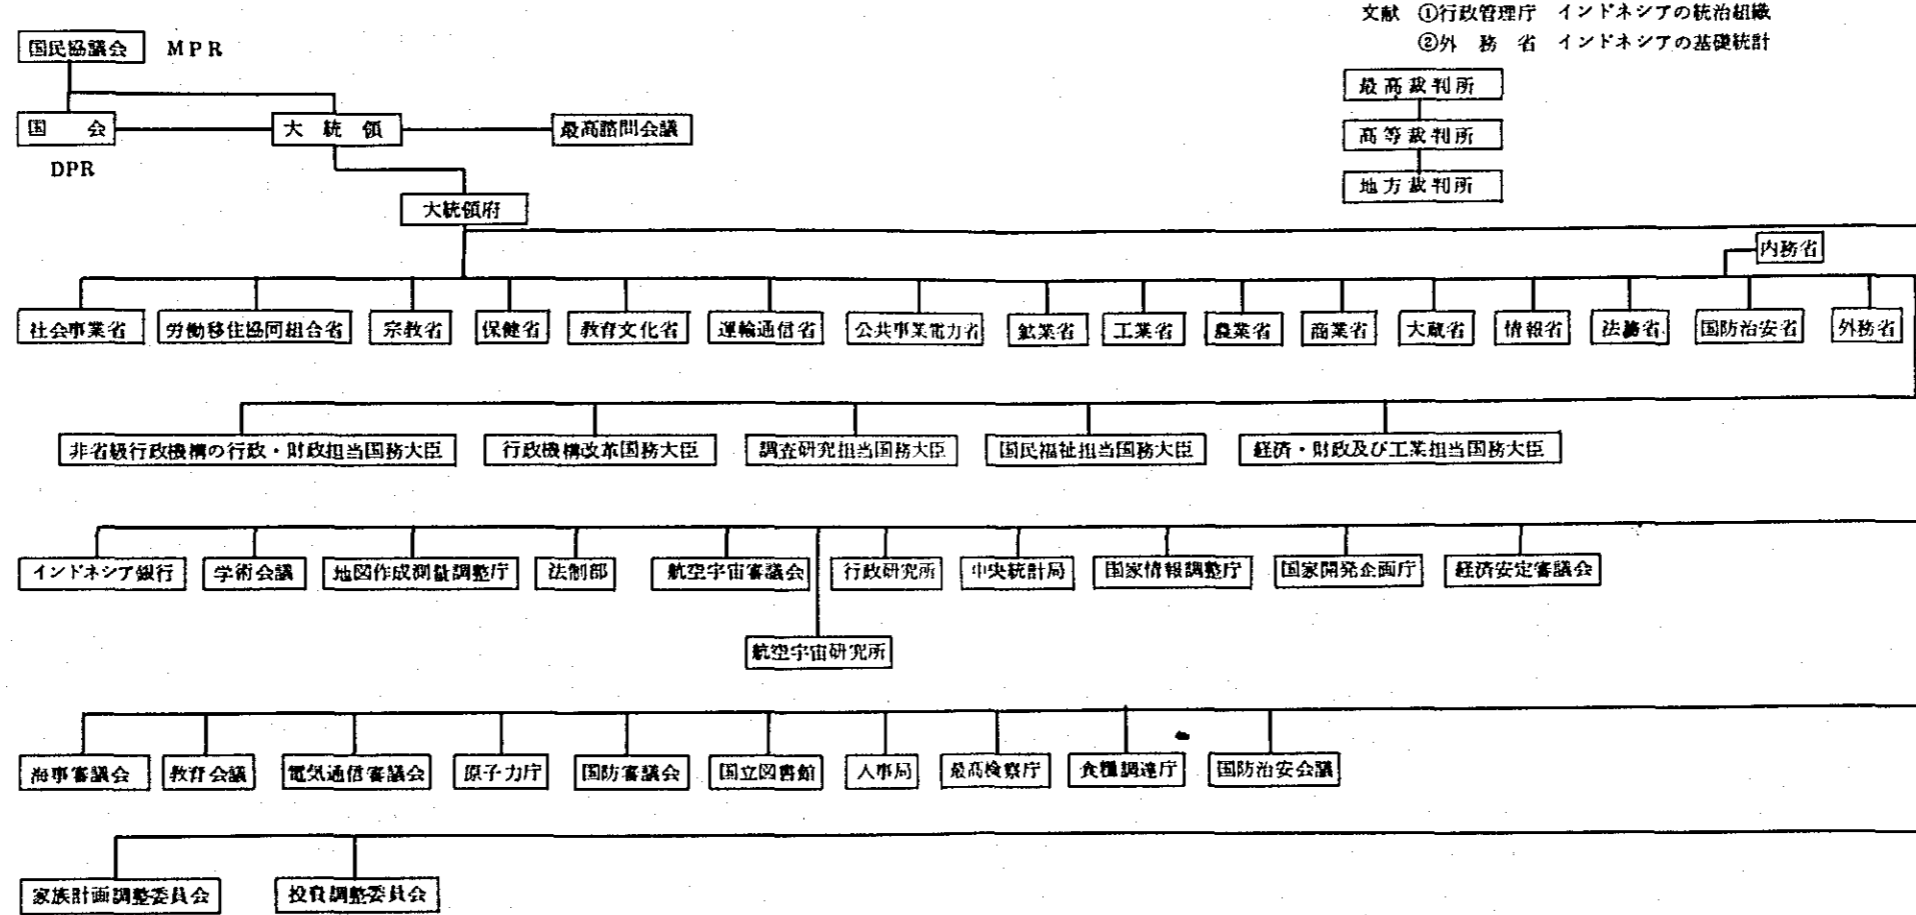 文献 ①行政管理庁 インドネシアの統治組織
②外務省 インドネシアの基礎統計
国民協議会 MPR
国会
大統領
最高諮問会議
DPR
大統領府
最高裁判所
高等裁判所
地方裁判所
内務省
社会事業省
労働移住協同組合省
宗教省
保健省
教育文化省
運輸通信省
公共事業電力省
鉱業省
工業省
農業省
商業省
大蔵省
情報省
法務省
国防治安省
外務省
非省級行政機構の行政・財政担当国務大臣
行政機構改革国務大臣
調査研究担当国務大臣
国民福祉担当国務大臣
経済・財政及び工業担当国務大臣
インドネシア銀行
学術会議
地図作成測量調整庁
法制部
航空宇宙審議会
行政研究所
中央統計局
国家情報調整庁
国家開発企画庁
経済安定審議会
航空宇宙研究所
海事審議会
教育会議
電気通信審議会
原子力庁
国防審議会
国立図書館
人事局
最高検察庁
食糧調達庁
国防治安会議
家族計画調整委員会
投資調整委員会